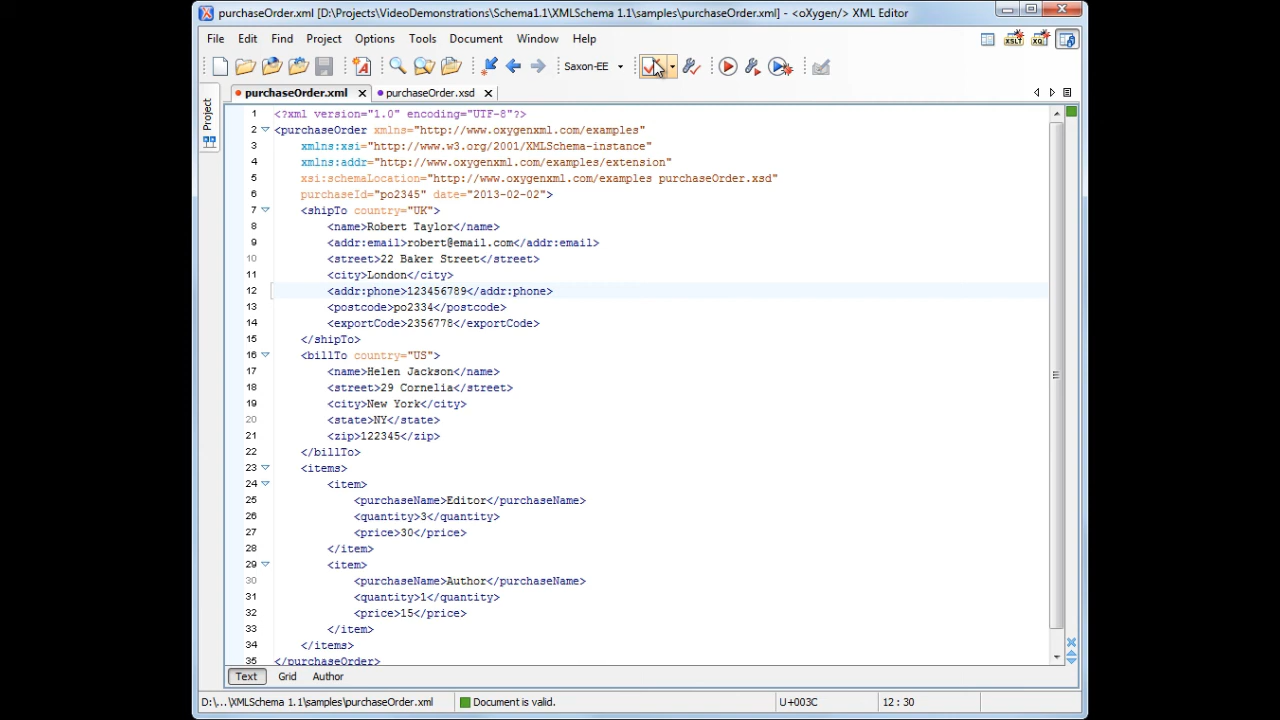 purchaseOrder.xml [D:\Projects\VideoDemonstrations\Schema1.1\XMLSchema 1.1\samples\purchaseOrder.xml] - <oXygen/> XML Editor
File Edit Find Project Options Tools Document Window Help
XSLT XQ
Saxon-EE
purchaseOrder.xml purchaseOrder.xsd
Project
1 <?xml version="1.0" encoding="UTF-8"?>
2 <purchaseOrder xmlns="http://www.oxygenxml.com/examples"
3 xmlns:xsi="http://www.w3.org/2001/XMLSchema-instance"
4 xmlns:addr="http://www.oxygenxml.com/examples/extension"
5 xsi:schemaLocation="http://www.oxygenxml.com/examples purchaseOrder.xsd"
6 purchaseId="po2345" date="2013-02-02">
7 <shipTo country="UK">
8 <name>Robert Taylor</name>
9 <addr:email>robert@email.com</addr:email>
10 <street>22 Baker Street</street>
11 <city>London</city>
12 <addr:phone>123456789</addr:phone>
13 <postcode>po2334</postcode>
14 <exportCode>2356778</exportCode>
15 </shipTo>
16 <billTo country="US">
17 <name>Helen Jackson</name>
18 <street>29 Cornelia</street>
19 <city>New York</city>
20 <state>NY</state>
21 <zip>122345</zip>
22 </billTo>
23 <items>
24 <item>
25 <purchaseName>Editor</purchaseName>
26 <quantity>3</quantity>
27 <price>30</price>
28 </item>
29 <item>
30 <purchaseName>Author</purchaseName>
31 <quantity>1</quantity>
32 <price>15</price>
33 </item>
34 </items>
35 </purchaseOrder>
Text Grid Author
D:\...\XMLSchema 1.1\samples\purchaseOrder.xml Document is valid. U+003C 12 : 30